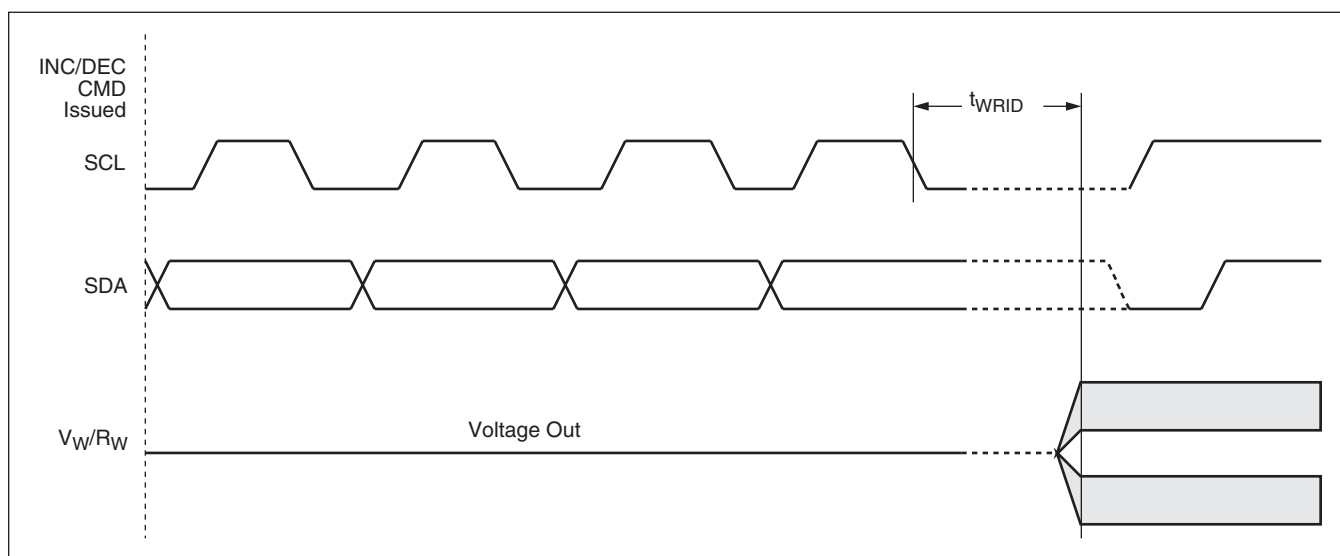 INC/DEC
CMD
Issued
tWRID
SCL
SDA
Voltage Out
VW/RW